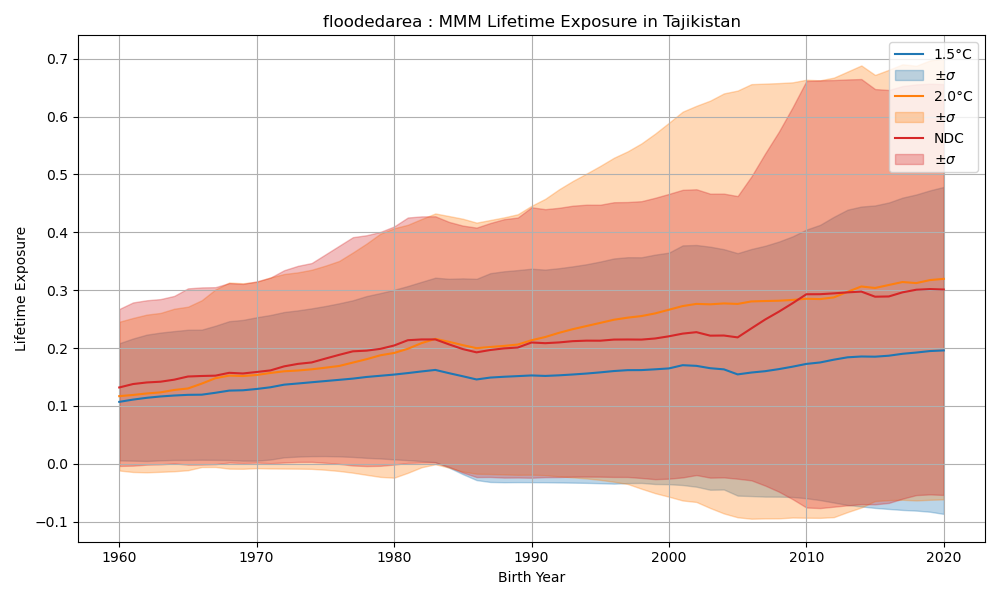 floodedarea : MMM Lifetime Exposure in Tajikistan
1.5°C
±σ
2.0°C
±σ
NDC
±σ
Lifetime Exposure
0.7
0.6
0.5
0.4
0.3
0.2
0.1
0.0
−0.1
1960 1970 1980 1990 2000 2010 2020
Birth Year